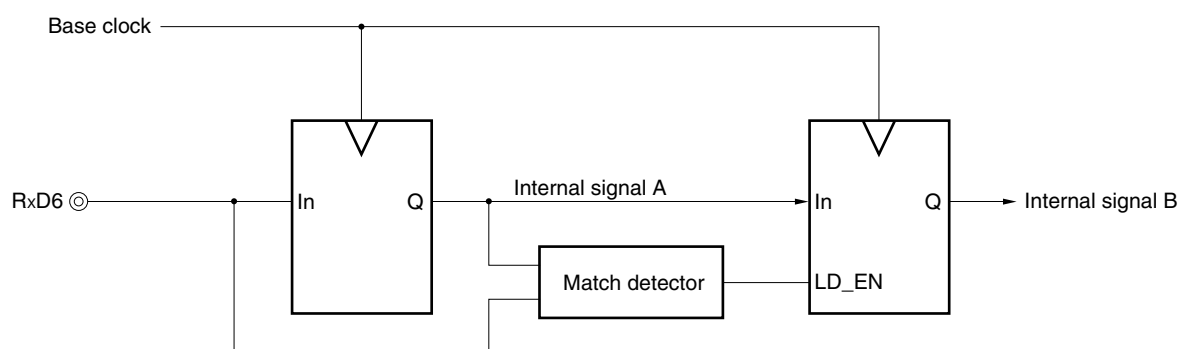 Base clock
RxD6
In
Q
Internal signal A
In
Q
Internal signal B
Match detector
LD_EN